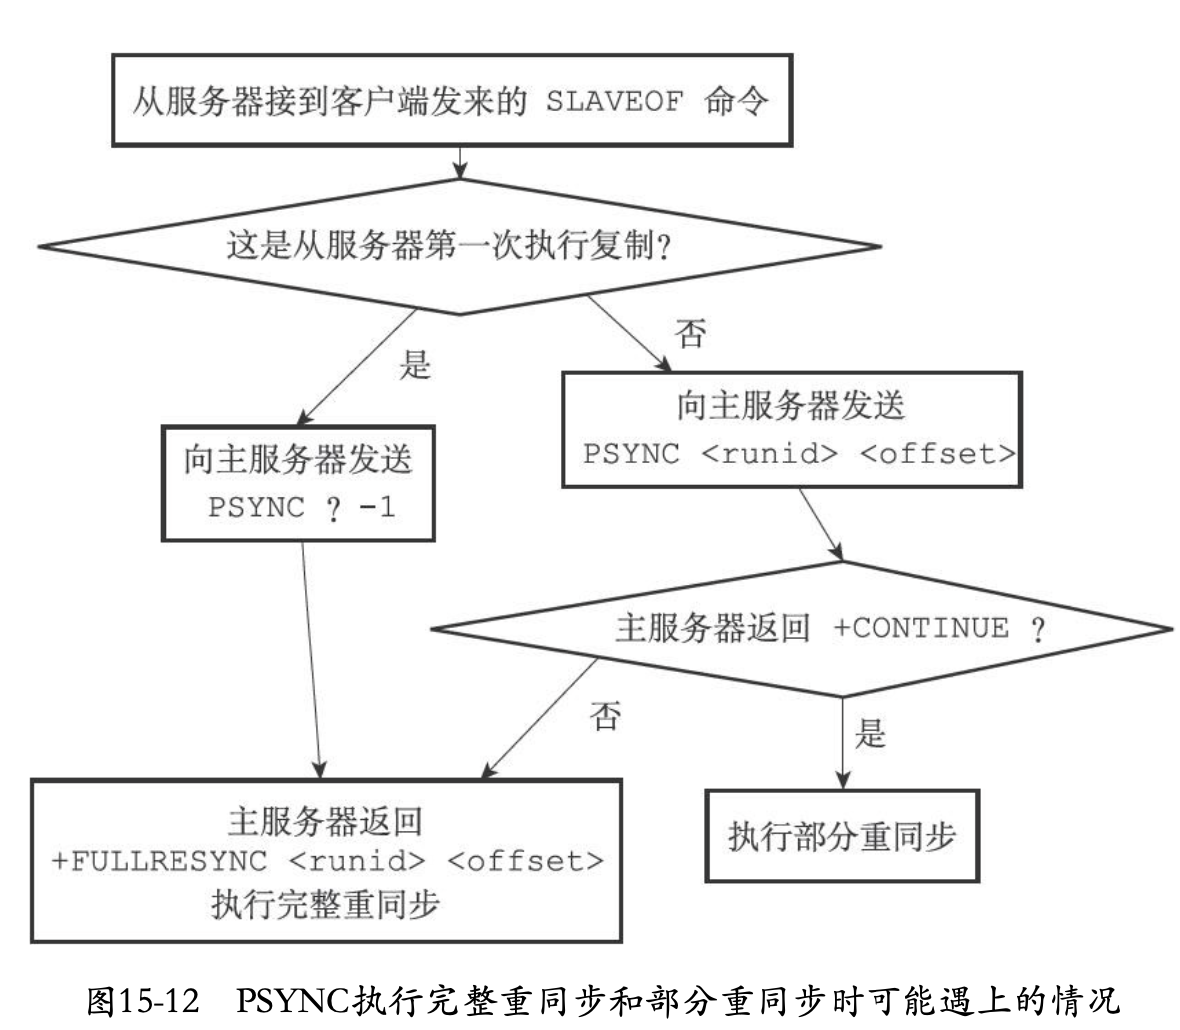 从服务器接到客户端发来的 SLAVEOF 命令
这是从服务器第一次执行复制?
是
否
向主服务器发送
PSYNC ? -1
向主服务器发送
PSYNC <runid> <offset>
主服务器返回 +CONTINUE ?
否
是
主服务器返回
+FULLRESYNC <runid> <offset>
执行完整重同步
执行部分重同步
图15-12 PSYNC执行完整重同步和部分重同步时可能遇上的情况